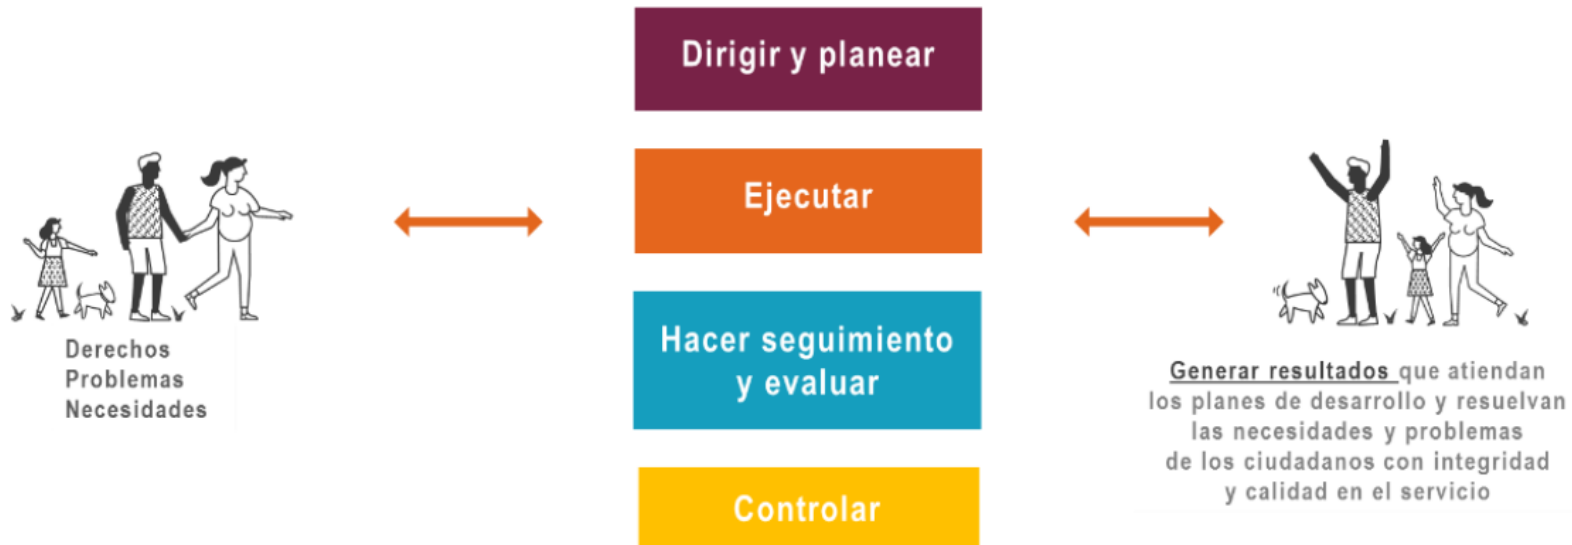 Dirigir y planear
Ejecutar
Hacer seguimiento
y evaluar
Controlar
Derechos
Problemas
Necesidades
Generar resultados que atiendan
los planes de desarrollo y resuelvan
las necesidades y problemas
de los ciudadanos con integridad
y calidad en el servicio